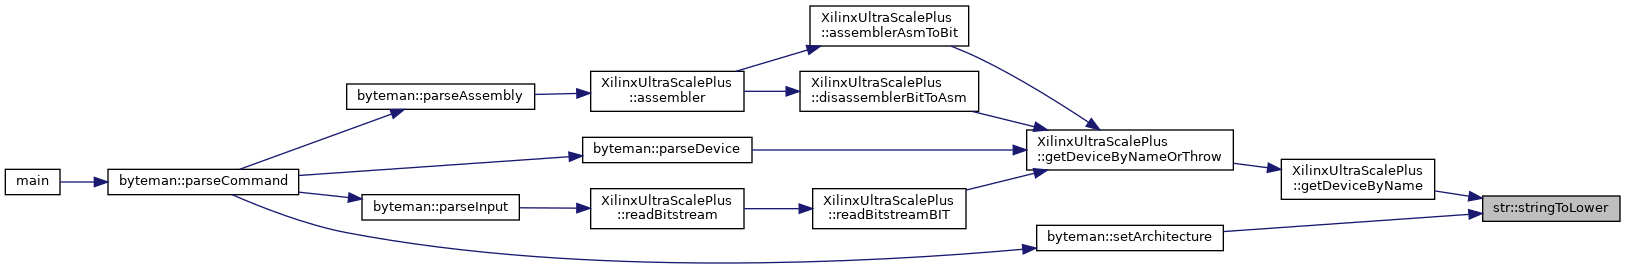 XilinxUltraScalePlus
::assemblerAsmToBit
XilinxUltraScalePlus
::assembler
XilinxUltraScalePlus
::disassemblerBitToAsm
byteman::parseAssembly
XilinxUltraScalePlus
::getDeviceByNameOrThrow
byteman::parseDevice
main
byteman::parseCommand
XilinxUltraScalePlus
::getDeviceByName
byteman::parseInput
XilinxUltraScalePlus
::readBitstream
XilinxUltraScalePlus
::readBitstreamBIT
str::stringToLower
byteman::setArchitecture